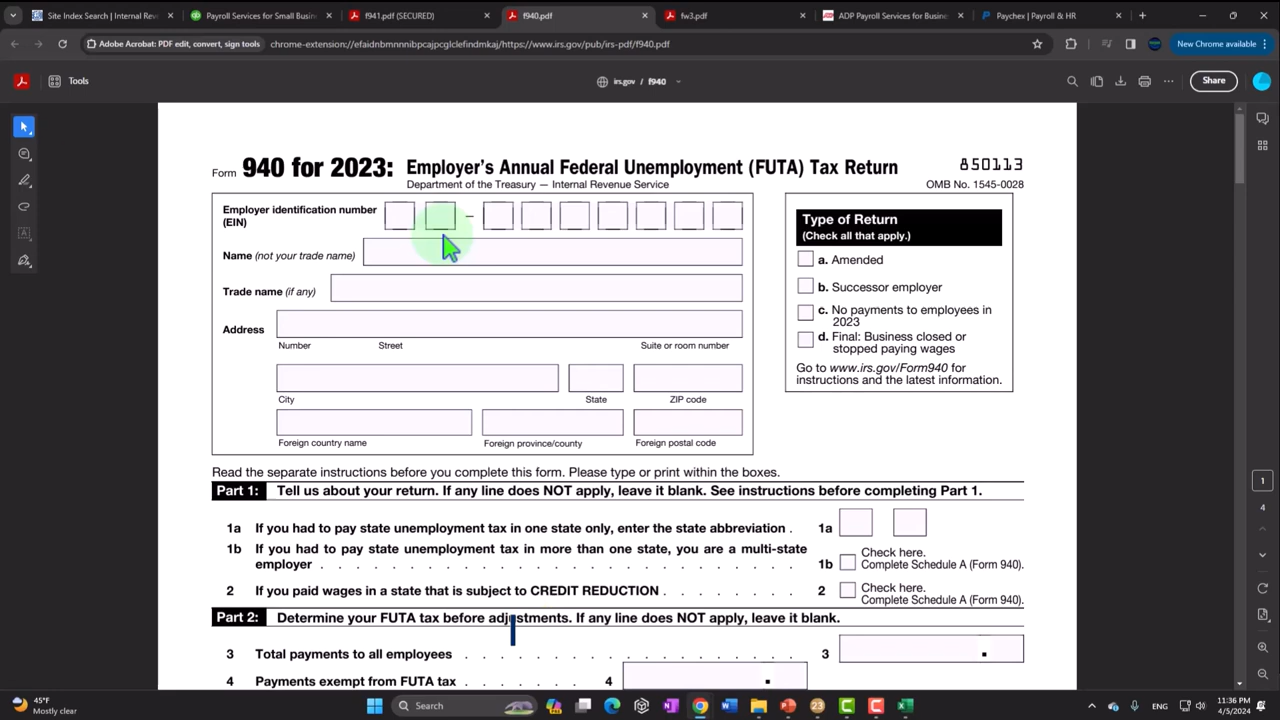 Site Index Search | Internal Rev
Payroll Services for Small Busin
f941.pdf (SECURED)
f940.pdf
fw3.pdf
ADP Payroll Services for Busine
Paychex | Payroll & HR
Adobe Acrobat: PDF edit, convert, sign tools
chrome-extension://efaidnbmnnnibpcajpcglclefindmkaj/https://www.irs.gov/pub/irs-pdf/f940.pdf
New Chrome available
Tools
irs.gov / f940
Share
Form 940 for 2023: Employer's Annual Federal Unemployment (FUTA) Tax Return
850113
Department of the Treasury — Internal Revenue Service
OMB No. 1545-0028
Employer identification number
(EIN)
–
Name (not your trade name)
Trade name (if any)
Address
Number Street Suite or room number
City State ZIP code
Foreign country name Foreign province/county Foreign postal code
Type of Return
(Check all that apply.)
a. Amended
b. Successor employer
c. No payments to employees in
2023
d. Final: Business closed or
stopped paying wages
Go to www.irs.gov/Form940 for
instructions and the latest information.
Read the separate instructions before you complete this form. Please type or print within the boxes.
Part 1: Tell us about your return. If any line does NOT apply, leave it blank. See instructions before completing Part 1.
1a If you had to pay state unemployment tax in one state only, enter the state abbreviation . 1a
1b If you had to pay state unemployment tax in more than one state, you are a multi-state
employer . . . . . . . . . . . . . . . . . . . . 1b
Check here.
Complete Schedule A (Form 940).
2 If you paid wages in a state that is subject to CREDIT REDUCTION . . . . . . . 2
Check here.
Complete Schedule A (Form 940).
Part 2: Determine your FUTA tax before adjustments. If any line does NOT apply, leave it blank.
3 Total payments to all employees . . . . . . . . . . . . . . . 3 .
4 Payments exempt from FUTA tax . . . . . . 4 .
1
4
45°F
Mostly clear
Search
23
11:36 PM
4/5/2024